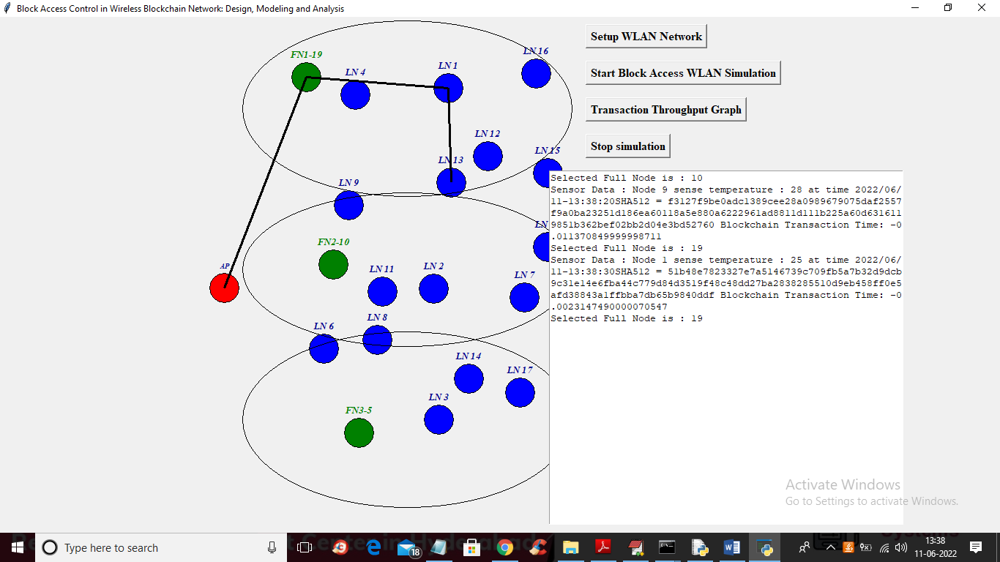 Block Access Control in Wireless Blockchain Network: Design, Modeling and Analysis
Setup WLAN Network
Start Block Access WLAN Simulation
Transaction Throughput Graph
Stop simulation
FN1-19
LN 4
LN 1
LN 16
LN 12
LN 15
LN 13
LN 9
LN
FN2-10
AP
LN 11
LN 2
LN 7
LN 8
LN 6
LN 14
LN 17
LN 3
FN3-5
Selected Full Node is : 10
Sensor Data : Node 9 sense temperature : 28 at time 2022/06/
11-13:38:20SHA512 = f3127f9be0adc1389cee28a0989679075daf2557
f9a0ba23251d186ea60118a5e880a6222961ad8811d111b225a60d631611
9851b362bef02bb2d04e3bd52760 Blockchain Transaction Time: -0
.011370849999998711
Selected Full Node is : 19
Sensor Data : Node 1 sense temperature : 25 at time 2022/06/
11-13:38:30SHA512 = 51b48e7823327e7a5146739c709fb5a7b32d9dcb
9c31e14e6fba44c779d84d3519f48c48dd27ba2838285510d9eb458ff0e5
afd38843a1ffbba7db65b9840ddf Blockchain Transaction Time: -0
.0023147490000070547
Selected Full Node is : 19
Activate Windows
Go to Settings to activate Windows.
Type here to search
18
13:38
11-06-2022